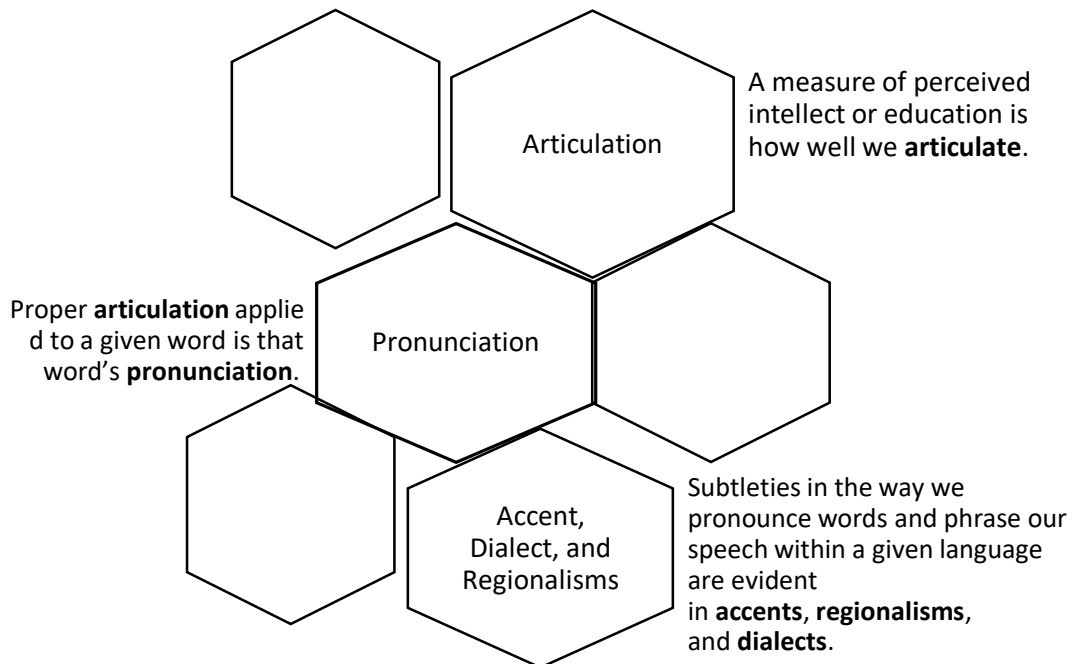 Articulation
A measure of perceived
intellect or education is
how well we articulate.
Proper articulation applie
d to a given word is that
word’s pronunciation.
Pronunciation
Accent,
Dialect, and
Regionalisms
Subtleties in the way we
pronounce words and phrase our
speech within a given language
are evident
in accents, regionalisms,
and dialects.